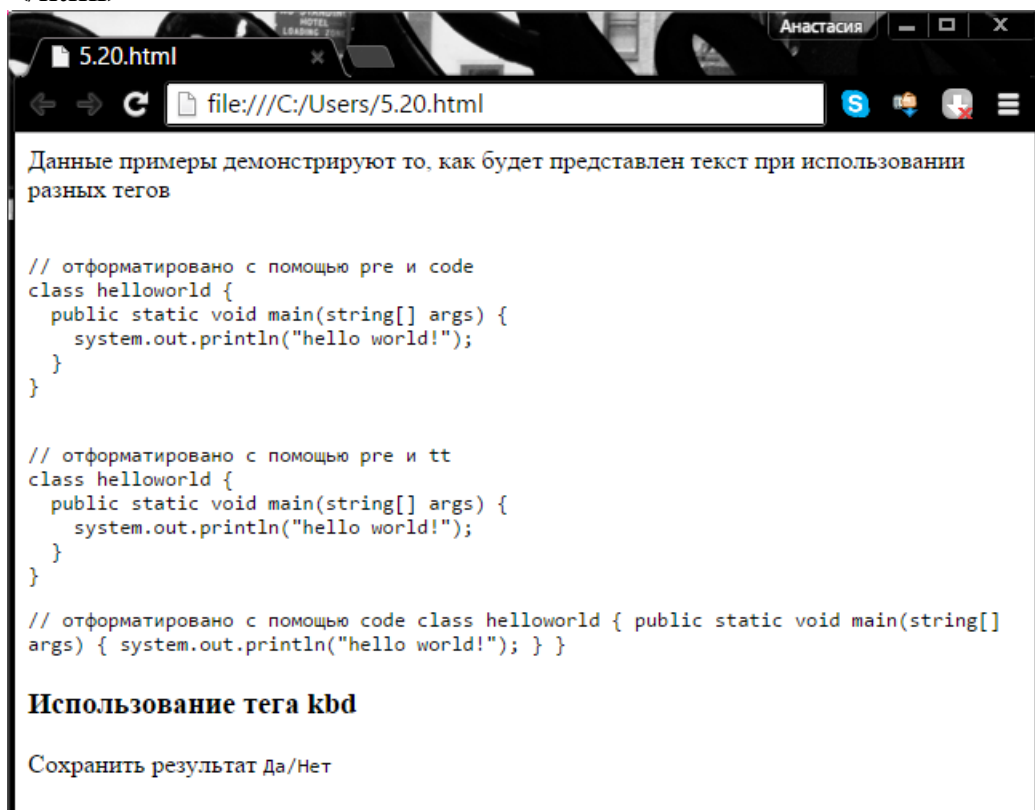 HOTEL
LOADING ZONE
Анастасия
5.20.html
file:///C:/Users/5.20.html
Данные примеры демонстрируют то, как будет представлен текст при использовании
разных тегов
// отформатировано с помощью pre и code
class helloworld {
  public static void main(string[] args) {
    system.out.println("hello world!");
  }
}
// отформатировано с помощью pre и tt
class helloworld {
  public static void main(string[] args) {
    system.out.println("hello world!");
  }
}
// отформатировано с помощью code class helloworld { public static void main(string[]
args) { system.out.println("hello world!"); } }
Использование тега kbd
Сохранить результат Да/Нет